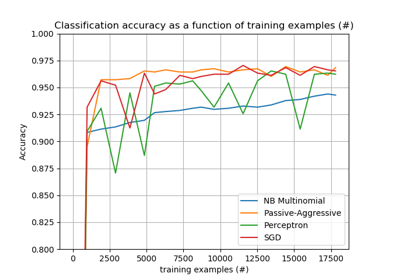 Classification accuracy as a function of training examples (#)
1.000
0.975
0.950
0.925
0.900
0.875
0.850
0.825
0.800
Accuracy
0 2500 5000 7500 10000 12500 15000 17500
training examples (#)
NB Multinomial
Passive-Aggressive
Perceptron
SGD